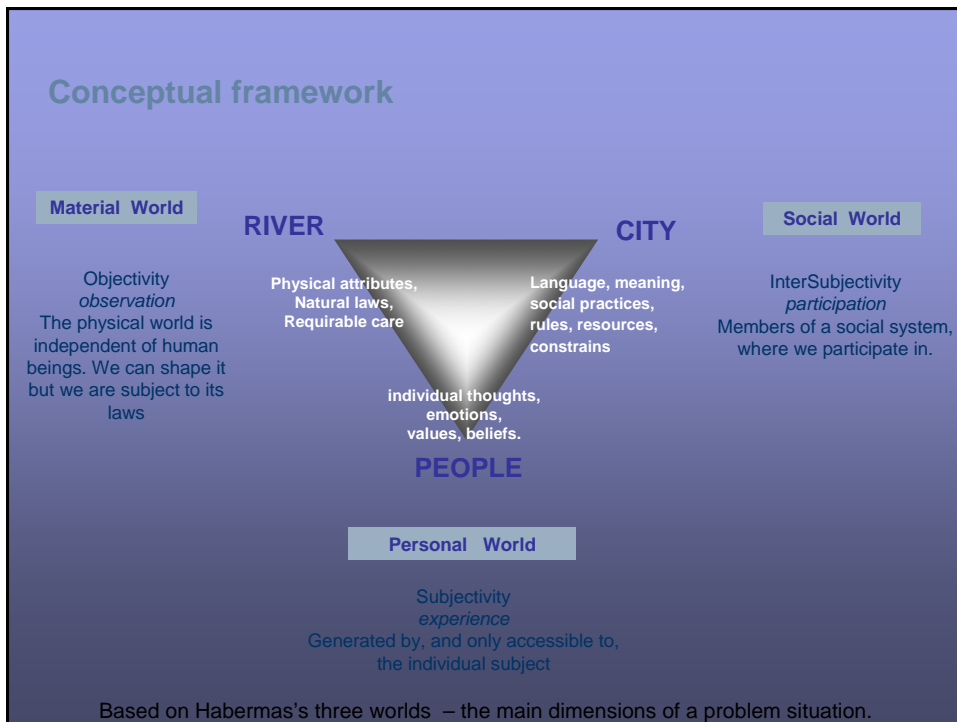 Conceptual framework
Material World
RIVER
CITY
Social World
Objectivity
observation
The physical world is
independent of human
beings. We can shape it
but we are subject to its
laws
Physical attributes,
Natural laws,
Requirable care
Language, meaning,
social practices,
rules, resources,
constrains
InterSubjectivity
participation
Members of a social system,
where we participate in.
individual thoughts,
emotions,
values, beliefs.
PEOPLE
Personal World
Subjectivity
experience
Generated by, and only accessible to,
the individual subject
Based on Habermas's three worlds – the main dimensions of a problem situation.